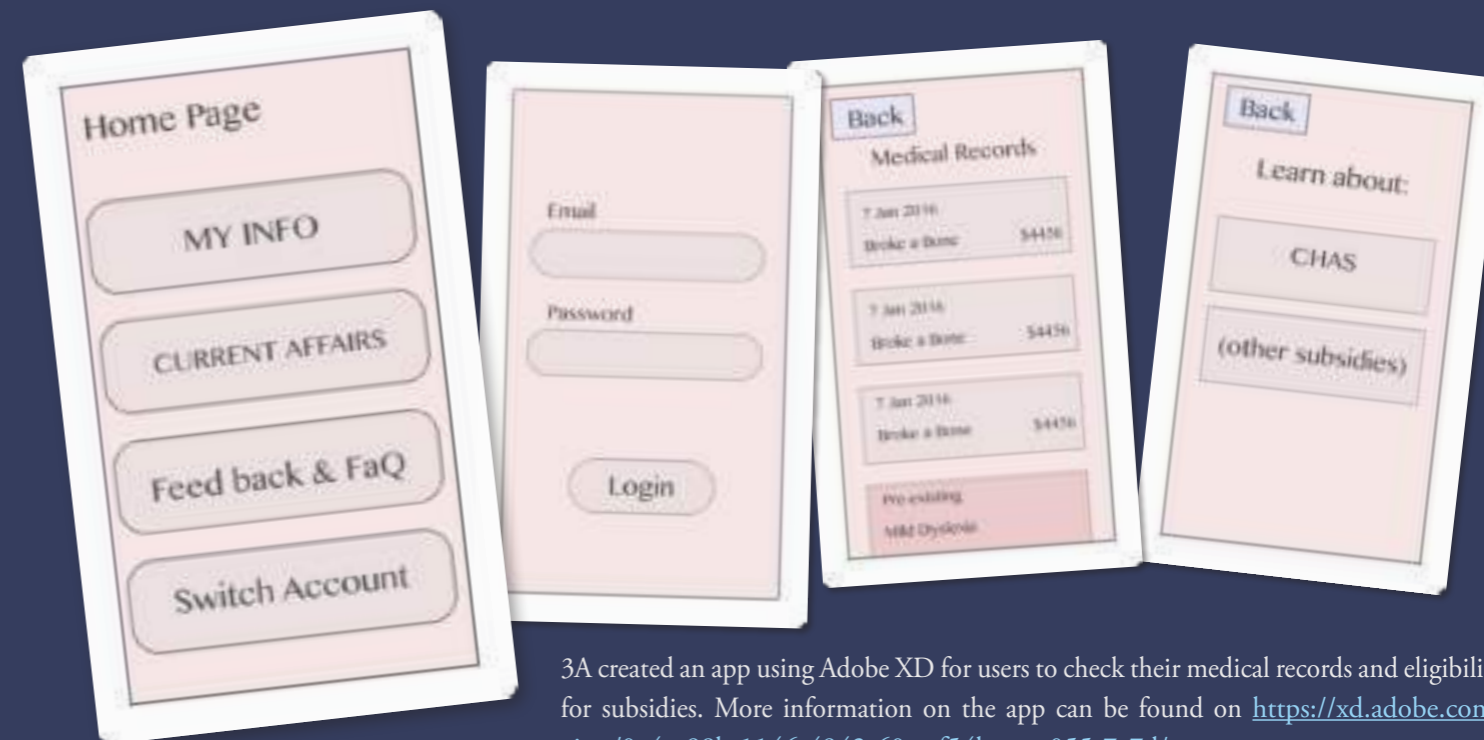 Home Page
MY INFO
CURRENT AFFAIRS
Feed back & FaQ
Switch Account
Email
Password
Login
Back
Medical Records
7 Jan 2016
Broke a Bone $4456
7 Jan 2016
Broke a Bone $4456
7 Jan 2016
Broke a Bone $4456
Pre-existing
Mild Dyslexia
Back
Learn about:
CHAS
(other subsidies)
3A created an app using Adobe XD for users to check their medical records and
for subsidies. More information on the app can be found on https://xd.adobe.com